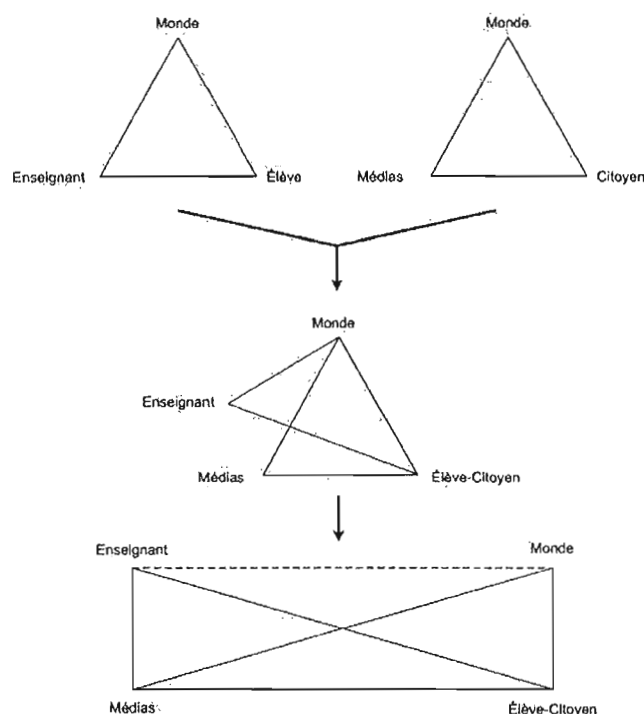 Monde
Monde
Enseignant
Élève
Médias
Citoyen
Monde
Enseignant
Médias
Élève-Citoyen
Enseignant
Monde
Médias
Élève-Citoyen